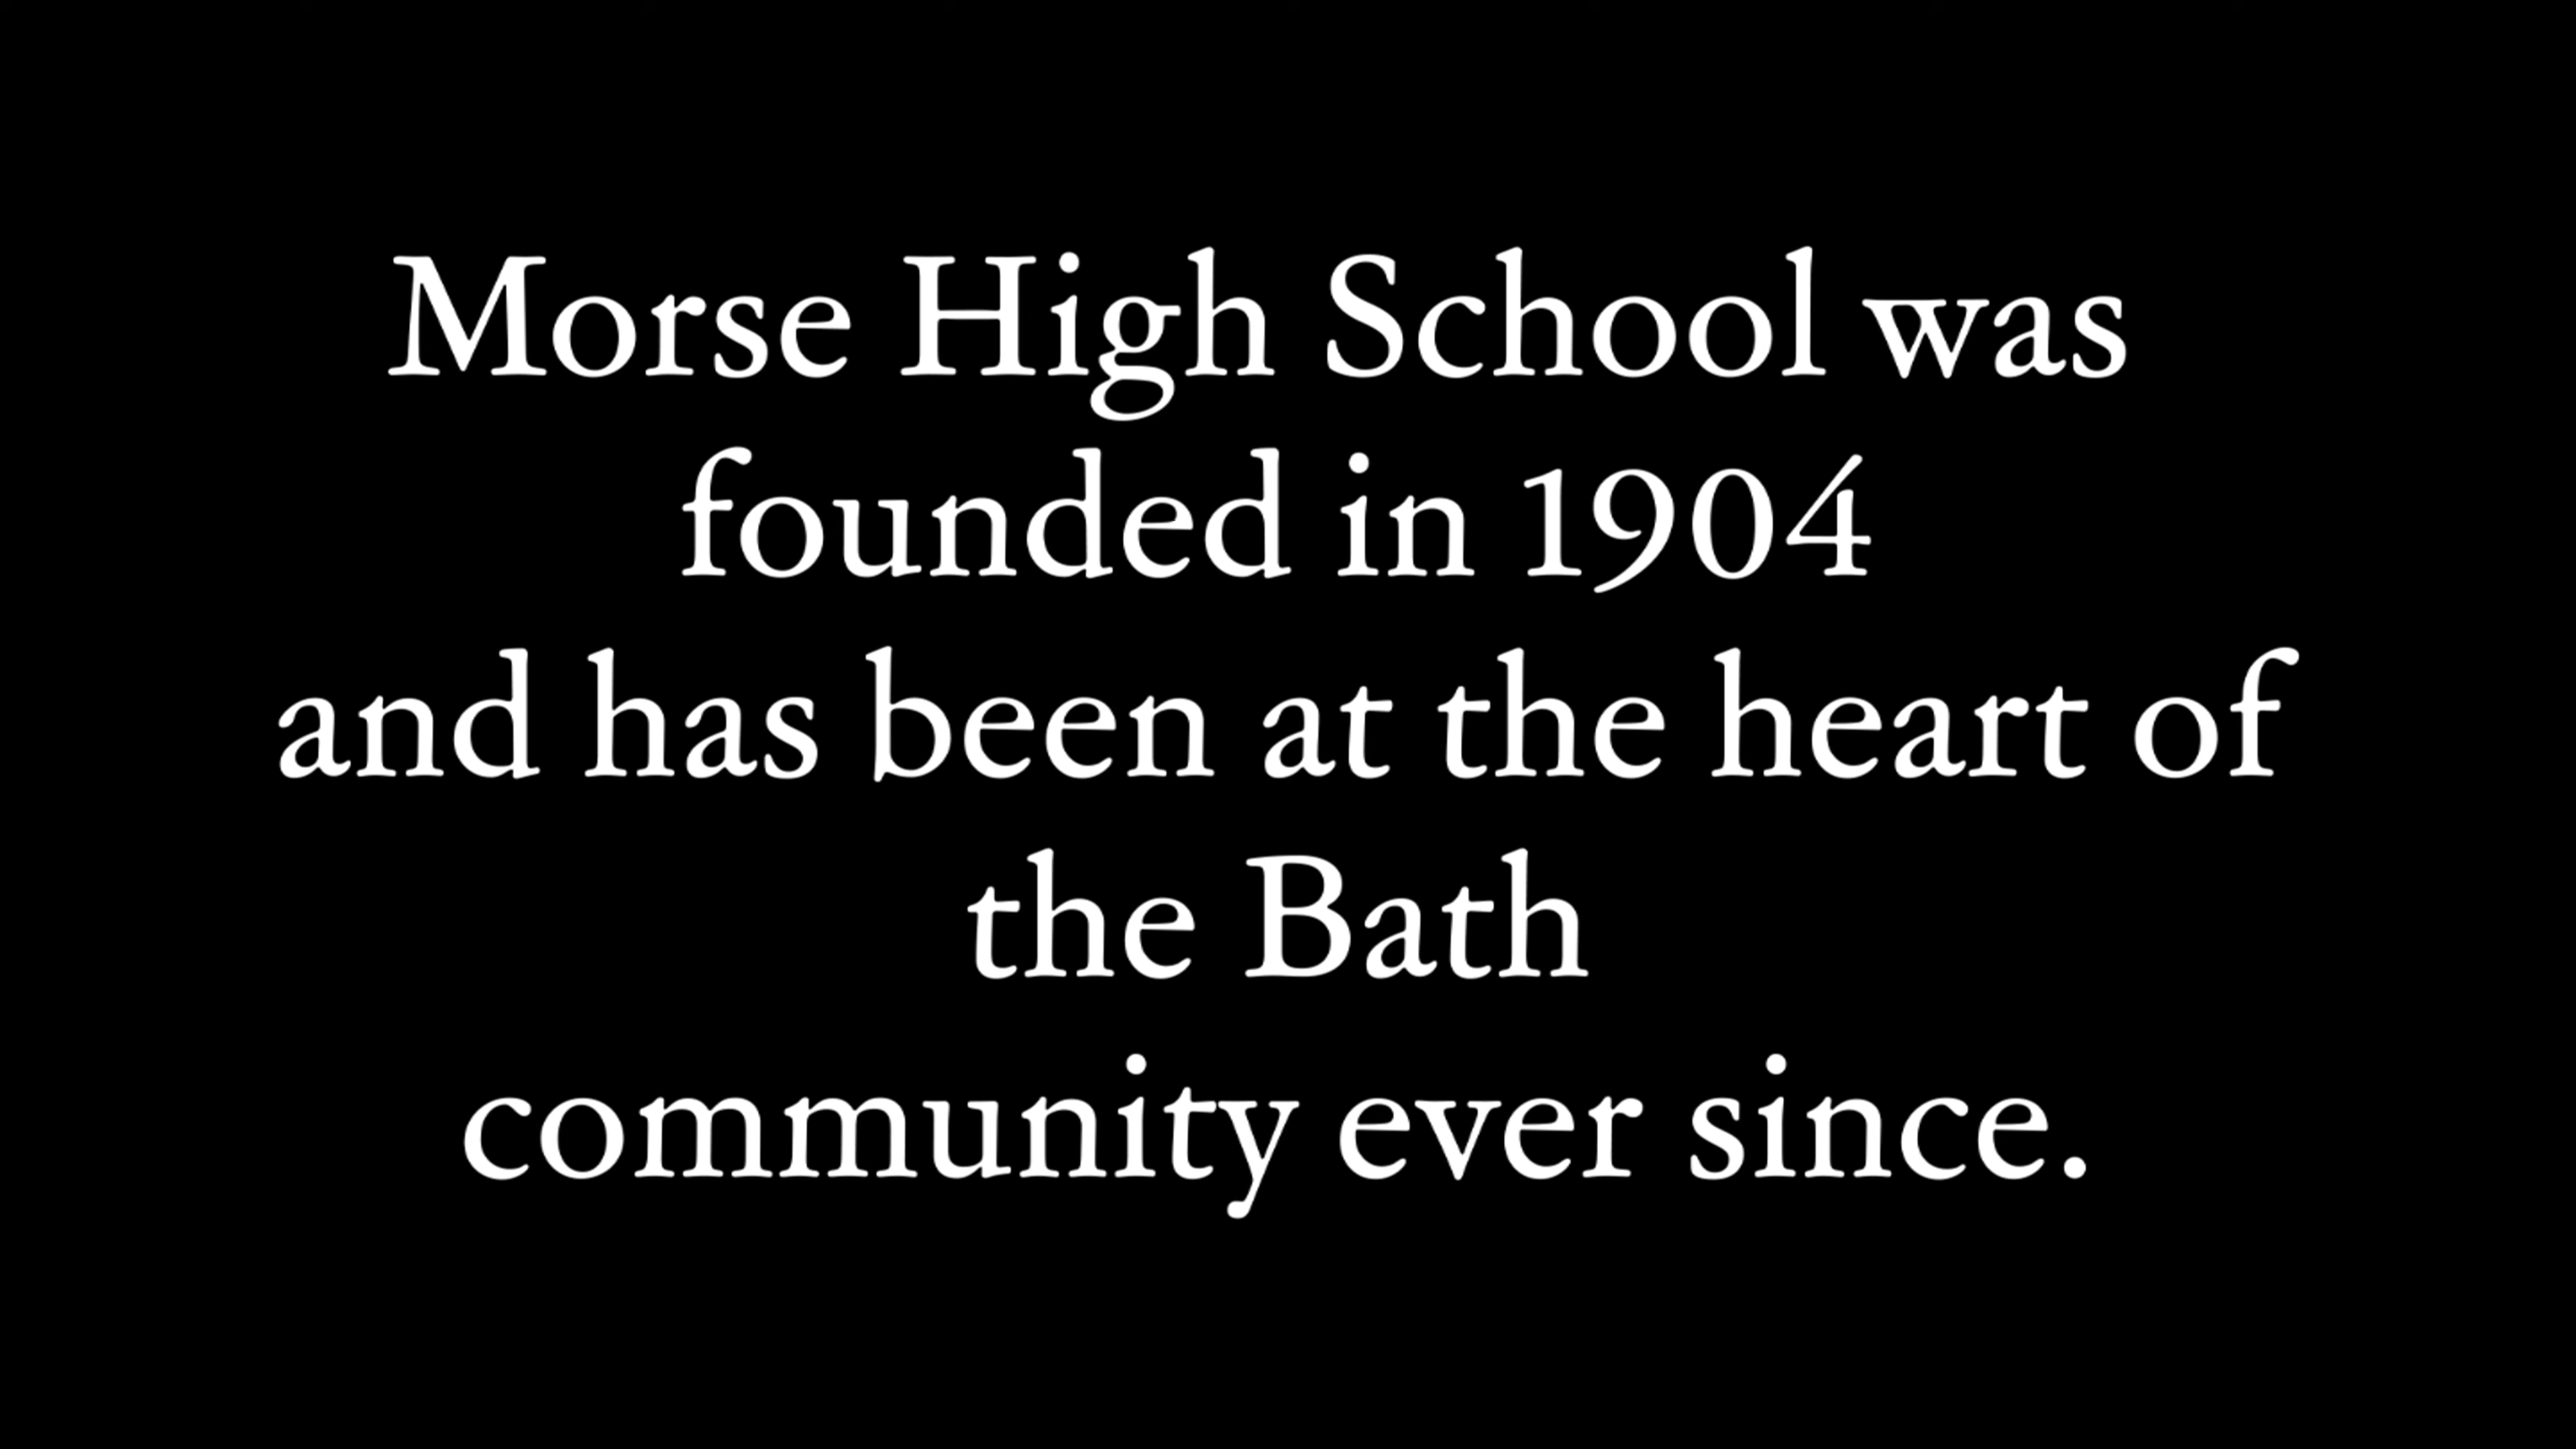 Morse High School was
founded in 1904
and has been at the heart of
the Bath
community ever since.